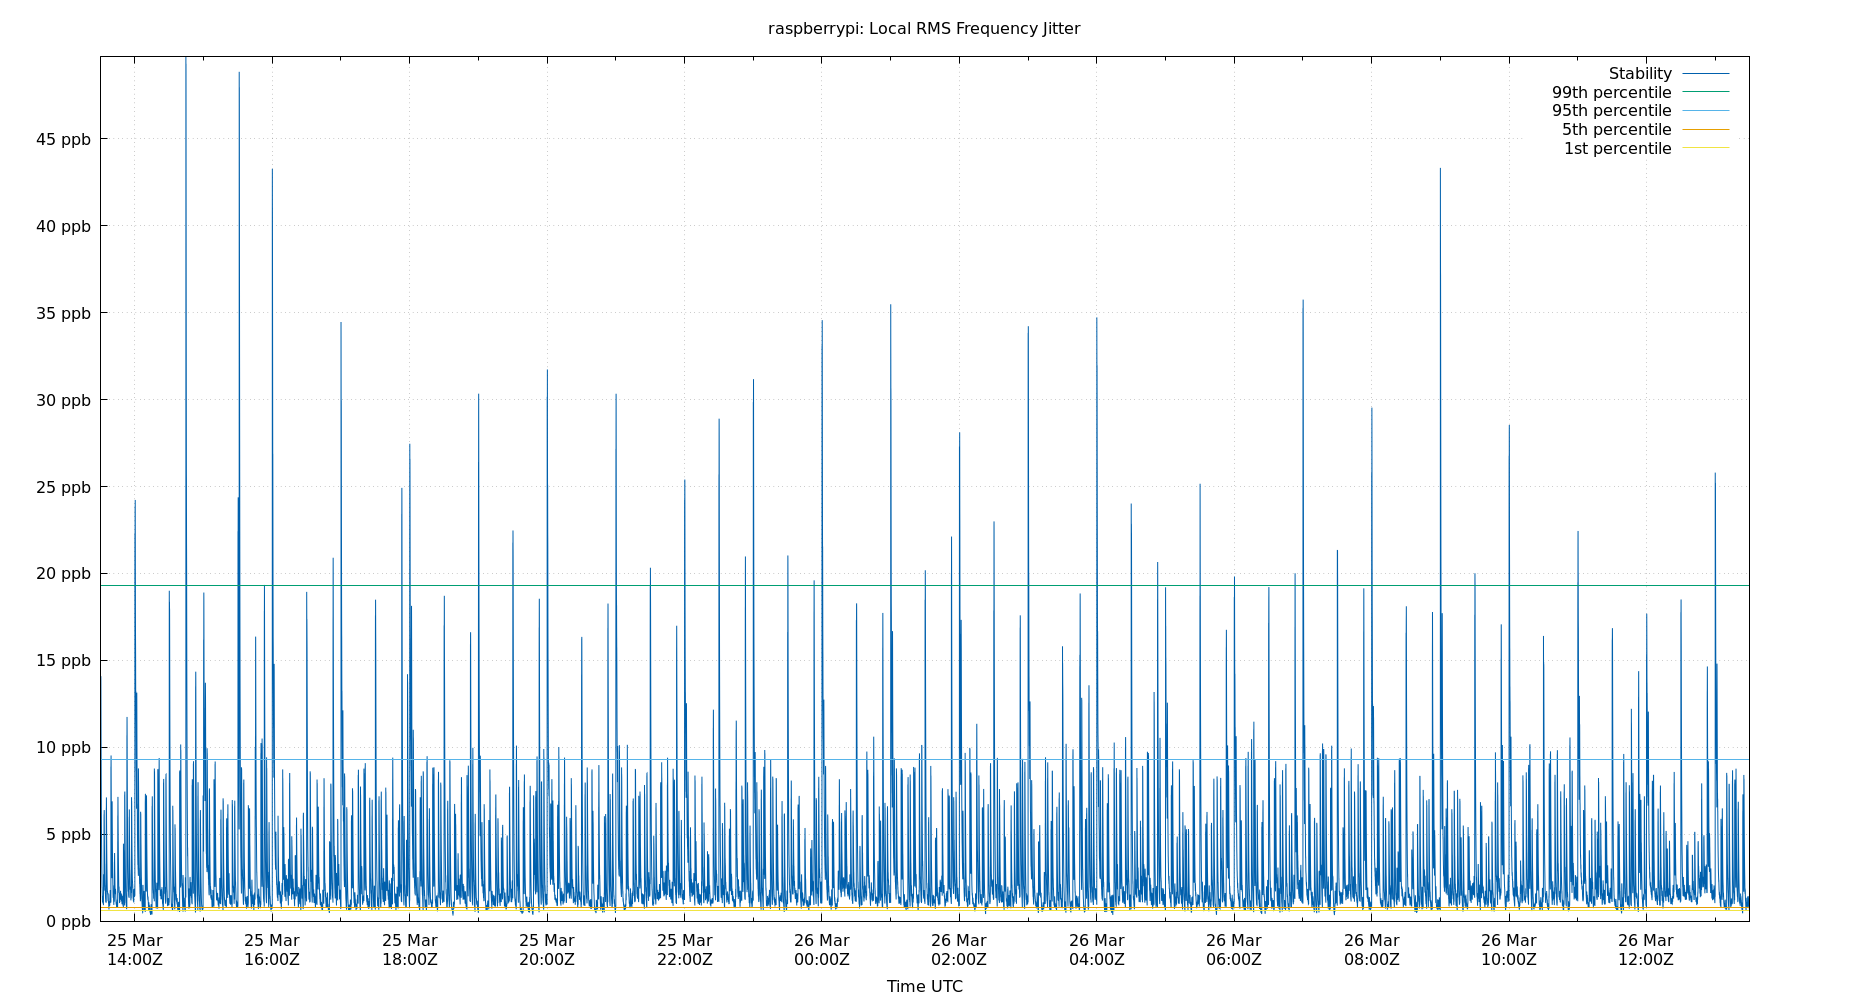 raspberrypi: Local RMS Frequency Jitter
Stability
99th percentile
95th percentile
5th percentile
1st percentile
45 ppb
40 ppb
35 ppb
30 ppb
25 ppb
20 ppb
15 ppb
10 ppb
5 ppb
0 ppb
25 Mar 25 Mar 25 Mar 25 Mar 25 Mar 26 Mar 26 Mar 26 Mar 26 Mar 26 Mar 26 Mar 26 Mar
14:00Z 16:00Z 18:00Z 20:00Z 22:00Z 00:00Z 02:00Z 04:00Z 06:00Z 08:00Z 10:00Z 12:00Z
Time UTC